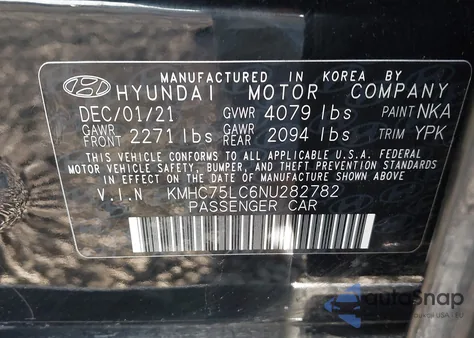 MANUFACTURED IN KOREA BY
HYUNDAI MOTOR COMPANY
DEC/01/21 GVWR 4079 lbs PAINT NKA
GAWR FRONT 2271 lbs GAWR REAR 2094 lbs TRIM YPK
THIS VEHICLE CONFORMS TO ALL APPLICABLE U.S.A. FEDERAL
MOTOR VEHICLE SAFETY, BUMPER, AND THEFT PREVENTION STANDARDS
IN EFFECT ON THE DATE OF MANUFACTURE SHOWN ABOVE
V.I.N KMHC75LC6NU282782
PASSENGER CAR
autoSnap